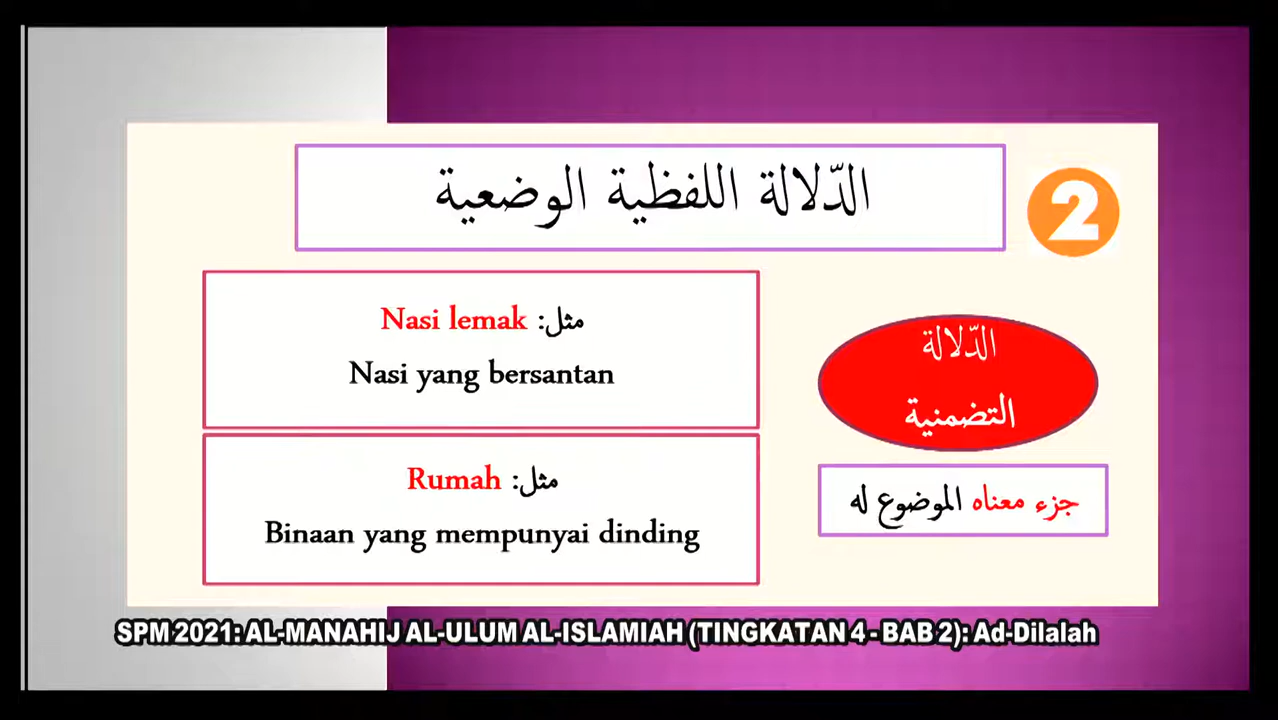 الدّلالة اللفظية الوضعية
2
مثل: Nasi lemak
Nasi yang bersantan
مثل: Rumah
Binaan yang mempunyai dinding
الدّلالة
التضمنية
جزء معناه الموضوع له
SPM 2021: AL-MANAHIJ AL-ULUM AL-ISLAMIAH (TINGKATAN 4 - BAB 2): Ad-Dilalah